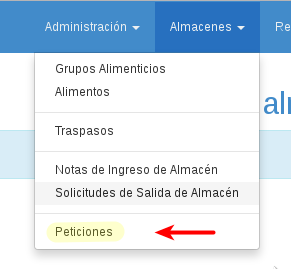 Administración Almacenes Re
Grupos Alimenticios
Alimentos
al
Traspasos
Notas de Ingreso de Almacén
Solicitudes de Salida de Almacén
Peticiones